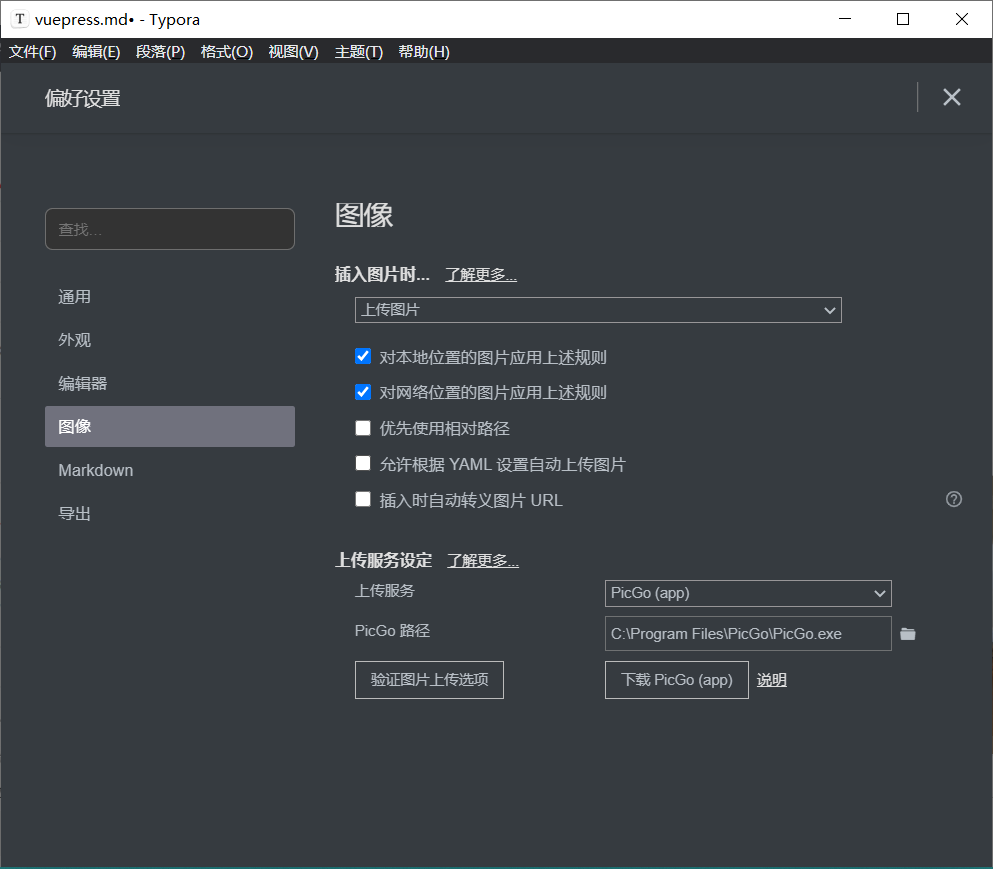 T vuepress.md• - Typora
文件(F) 编辑(E) 段落(P) 格式(O) 视图(V) 主题(T) 帮助(H)
偏好设置
查找...
通用
外观
编辑器
图像
Markdown
导出
图像
插入图片时... 了解更多...
上传图片
对本地位置的图片应用上述规则
对网络位置的图片应用上述规则
优先使用相对路径
允许根据 YAML 设置自动上传图片
插入时自动转义图片 URL
上传服务设定 了解更多...
上传服务 PicGo (app)
PicGo 路径 C:\Program Files\PicGo\PicGo.exe
验证图片上传选项 下载 PicGo (app) 说明